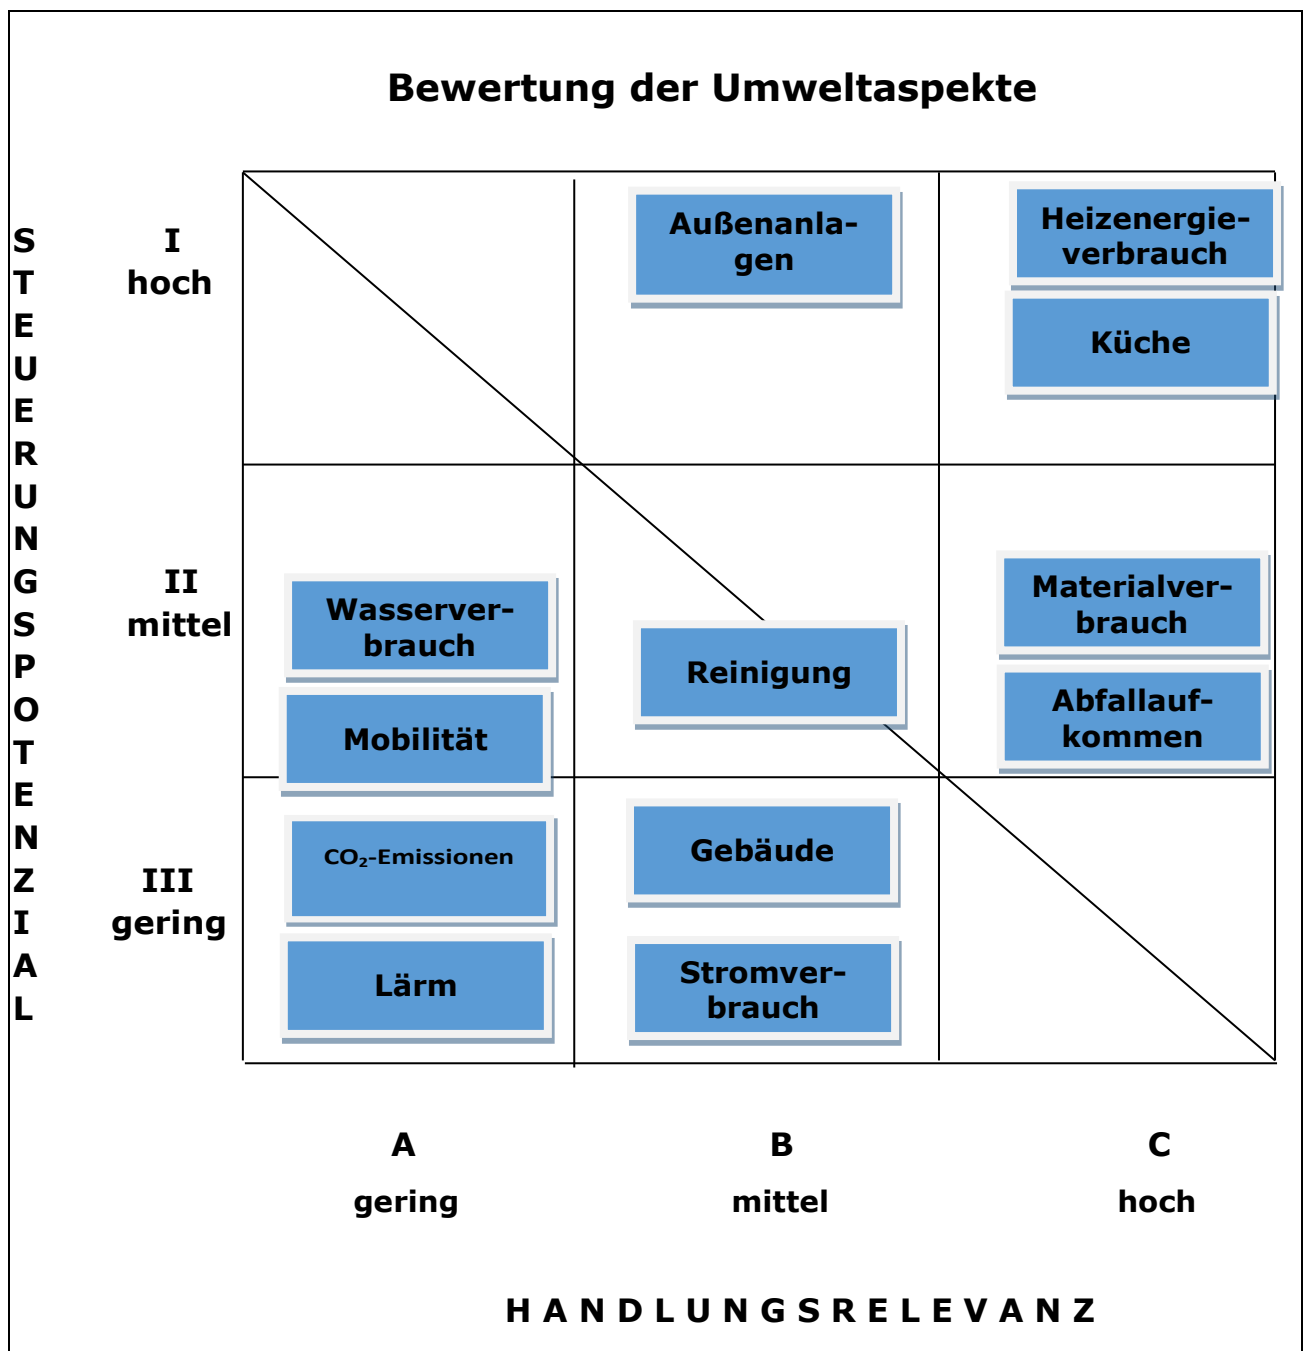 Bewertung der Umweltaspekte
STEUERUNGSPOTENZIAL
I
hoch
Außenanla-
gen
Heizenergie-
verbrauch
Küche
II
mittel
Wasserver-
brauch
Mobilität
Reinigung
Materialver-
brauch
Abfallauf-
kommen
III
gering
CO₂-Emissionen
Lärm
Gebäude
Stromver-
brauch
A
gering
B
mittel
C
hoch
H A N D L U N G S R E L E V A N Z